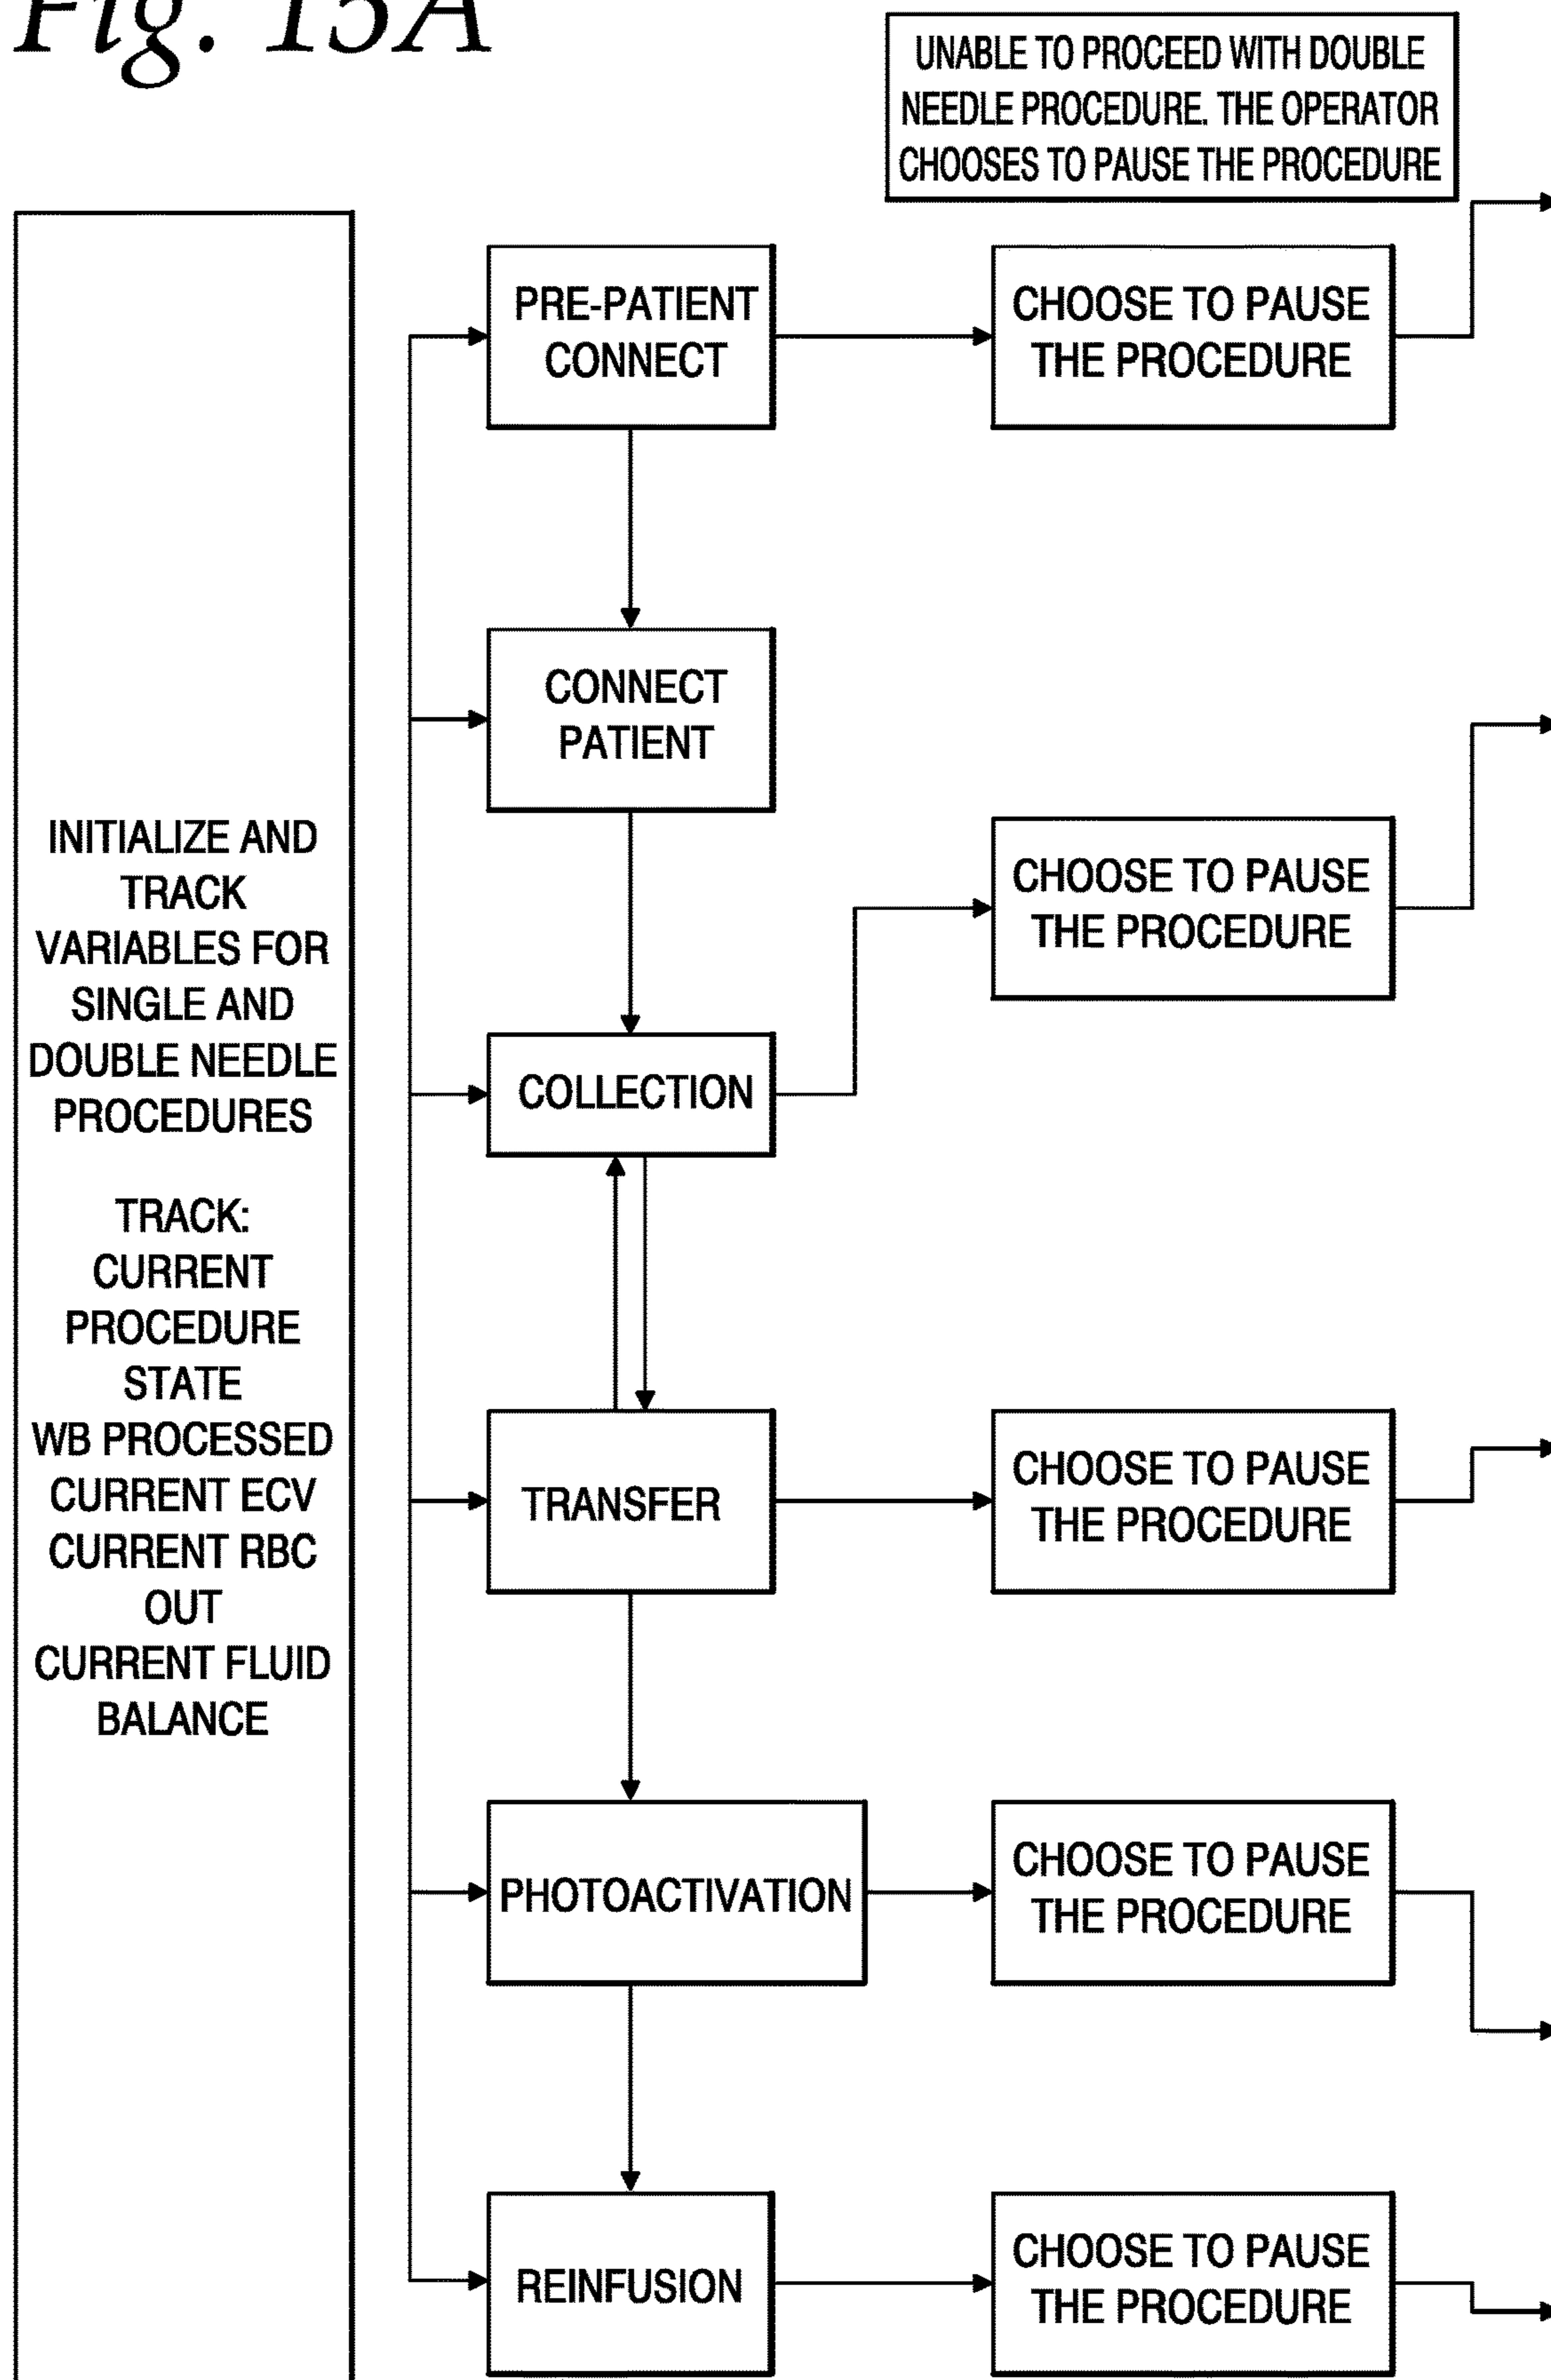 Fig. 13A
UNABLE TO PROCEED WITH DOUBLE
NEEDLE PROCEDURE. THE OPERATOR
CHOOSES TO PAUSE THE PROCEDURE
INITIALIZE AND
TRACK
VARIABLES FOR
SINGLE AND
DOUBLE NEEDLE
PROCEDURES
TRACK:
CURRENT
PROCEDURE
STATE
WB PROCESSED
CURRENT ECV
CURRENT RBC
OUT
CURRENT FLUID
BALANCE
PRE-PATIENT
CONNECT
CHOOSE TO PAUSE
THE PROCEDURE
CONNECT
PATIENT
CHOOSE TO PAUSE
THE PROCEDURE
COLLECTION
TRANSFER
CHOOSE TO PAUSE
THE PROCEDURE
PHOTOACTIVATION
CHOOSE TO PAUSE
THE PROCEDURE
REINFUSION
CHOOSE TO PAUSE
THE PROCEDURE